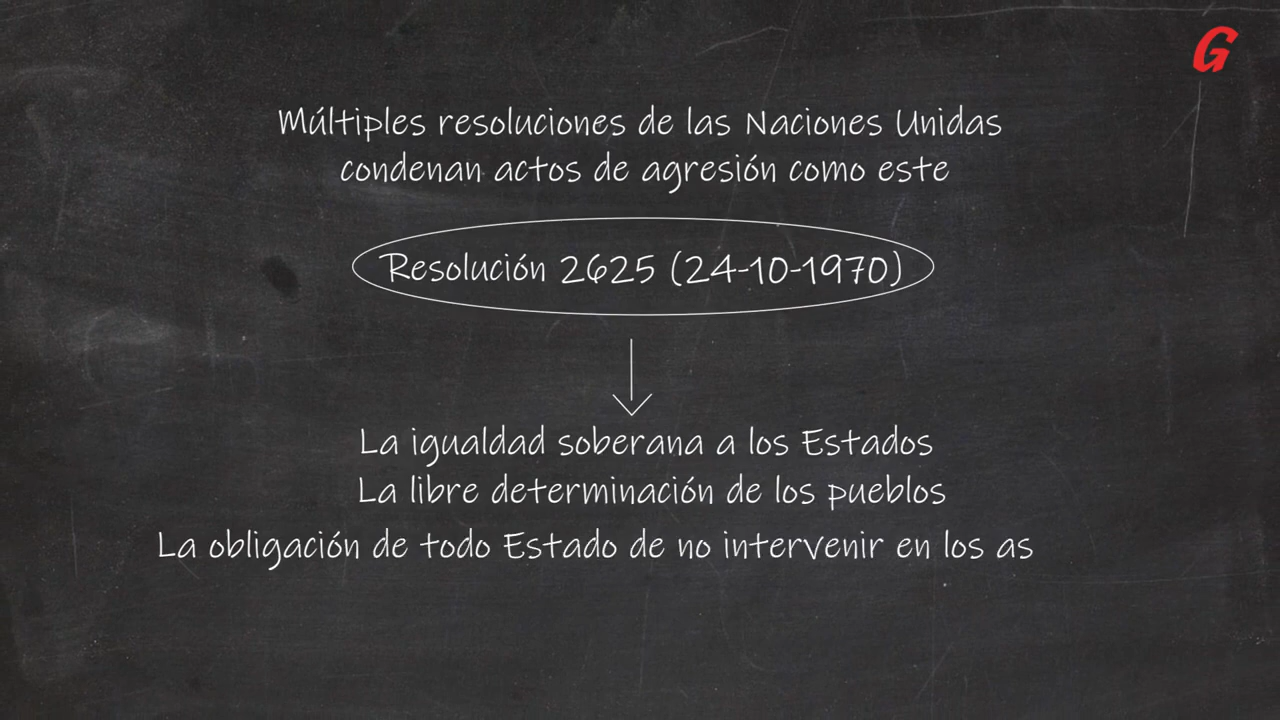 G
Múltiples resoluciones de las Naciones Unidas
condenan actos de agresión como este
Resolución 2625 (24-10-1970)
La igualdad soberana a los Estados
La libre determinación de los pueblos
La obligación de todo Estado de no intervenir en los as